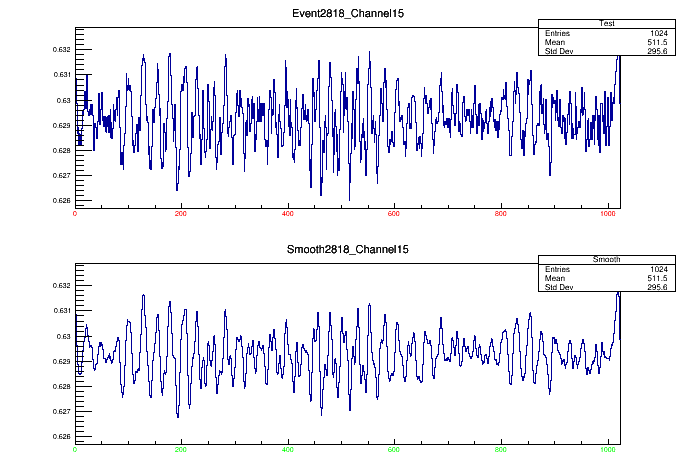 Event2818_Channel15
Test
Entries 1024
Mean 511.5
Std Dev 295.6
0.632
0.631
0.63
0.629
0.628
0.627
0.626
0 200 400 600 800 1000
Smooth2818_Channel15
Smooth
Entries 1024
Mean 511.5
Std Dev 295.6
0.632
0.631
0.63
0.629
0.628
0.627
0.626
0 200 400 600 800 1000